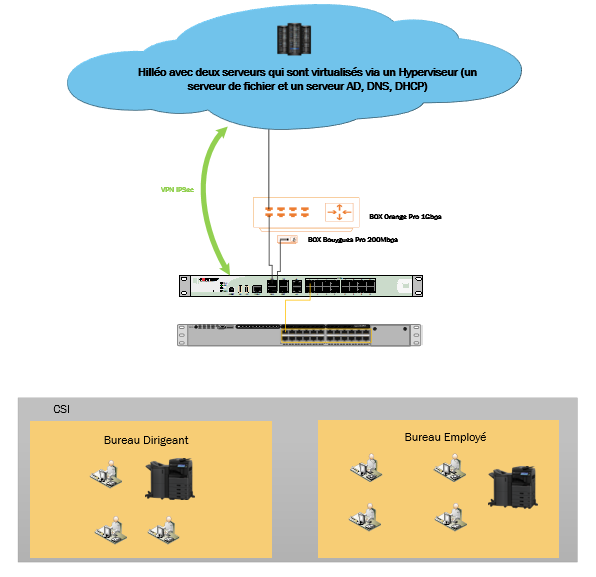 Hilléo avec deux serveurs qui sont virtualisés via un Hyperviseur (un
serveur de fichier et un serveur AD, DNS, DHCP)
VPN IPSec
BOX Orange Pro 1Gbps
BOX Bouygues Pro 200Mbps
CSI
Bureau Dirigeant
Bureau Employé